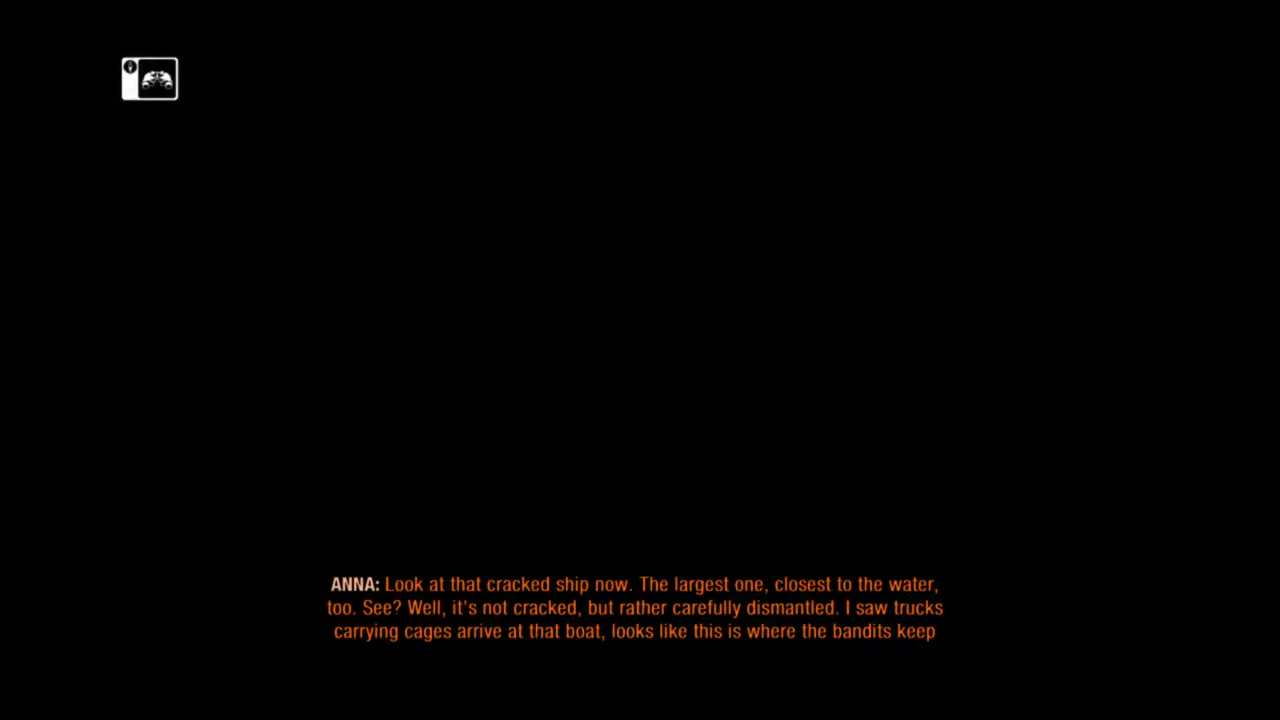 ANNA: Look at that cracked ship now. The largest one, closest to the water,
too. See? Well, it's not cracked, but rather carefully dismantled. I saw trucks
carrying cages arrive at that boat, looks like this is where the bandits keep